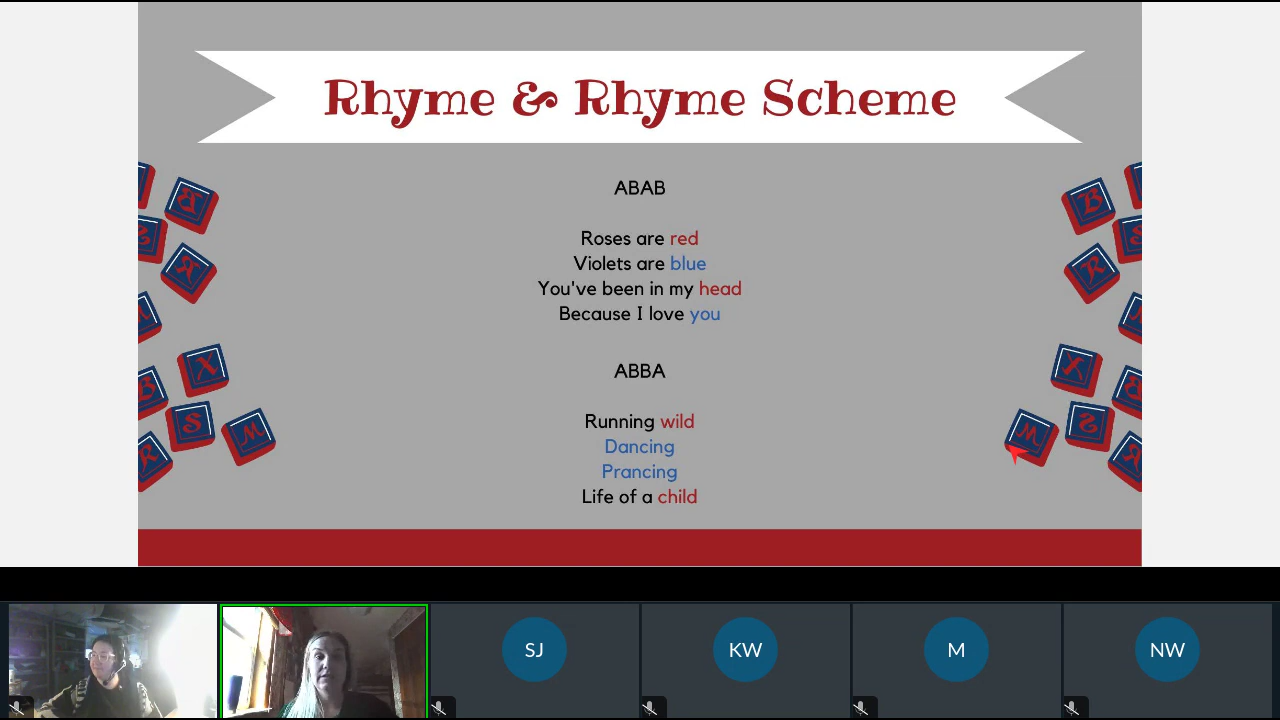 Rhyme & Rhyme Scheme
ABAB
Roses are red
Violets are blue
You've been in my head
Because I love you
ABBA
Running wild
Dancing
Prancing
Life of a child
B
S
R
X
B
S
M
R
B
S
R
X
B
S
M
R
SJ
KW
M
NW